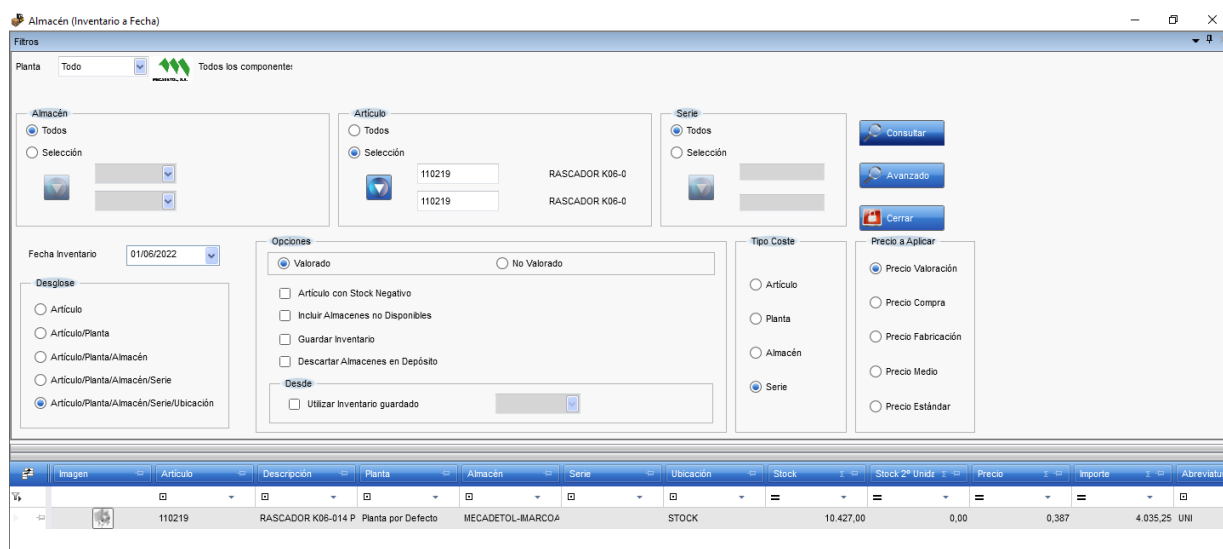 Almacén (Inventario a Fecha)
Filtros
Planta Todo MECADETOL, S.A. Todos los componentes
Almacén Artículo Serie
Todos Todos Todos Consultar
Selección Selección Selección
110219 RASCADOR K06-0 Avanzado
110219 RASCADOR K06-0
Cerrar
Fecha Inventario 01/06/2022 Opciones Tipo Coste Precio a Aplicar
Valorado No Valorado Precio Valoración
Desglose
Artículo Artículo con Stock Negativo Artículo Precio Compra
Artículo/Planta Incluir Almacenes no Disponibles Planta
Guardar Inventario Precio Fabricación
Artículo/Planta/Almacén Descartar Almacenes en Depósito Almacén
Artículo/Planta/Almacén/Serie Desde Serie Precio Medio
Artículo/Planta/Almacén/Serie/Ubicación Utilizar Inventario guardado Precio Estándar
Imagen Artículo Descripción Planta Almacén Serie Ubicación Stock Σ Stock 2º Unida Σ Precio Σ Importe Σ Abreviatu
= = = =
110219 RASCADOR K06-014 P Planta por Defecto MECADETOL-IMARCOA STOCK 10.427,00 0,00 0,387 4.035,25 UNI